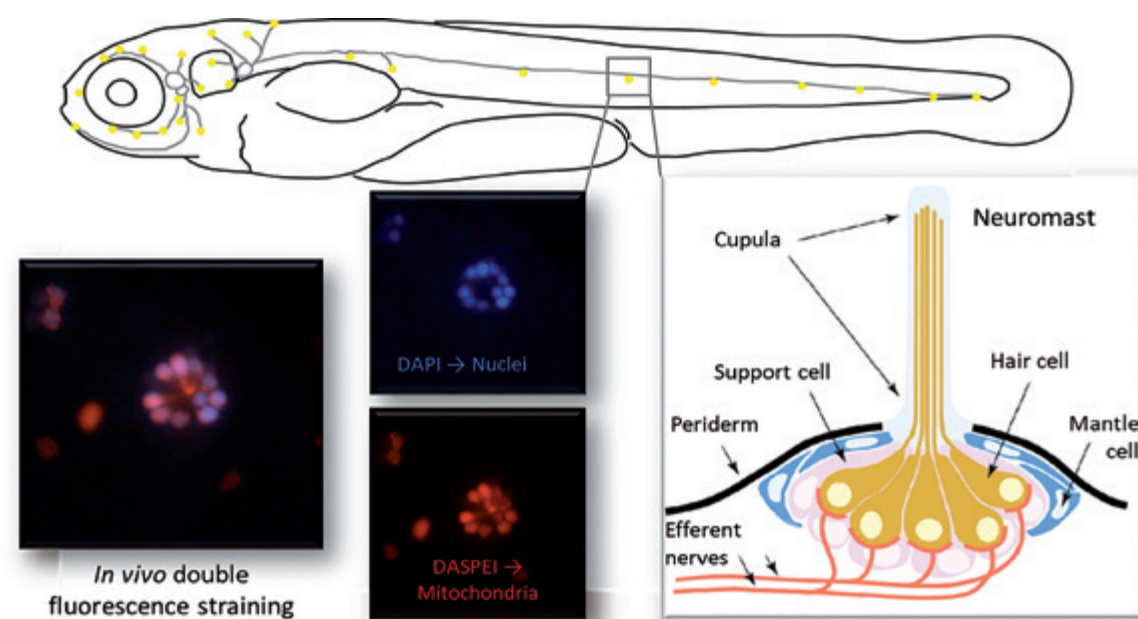 Neuromast
Cupula
Hair cell
Support cell
Periderm
Mantle
cell
Efferent
nerves
DAPI → Nuclei
DASPEI →
Mitochondria
In vivo double
fluorescence straining